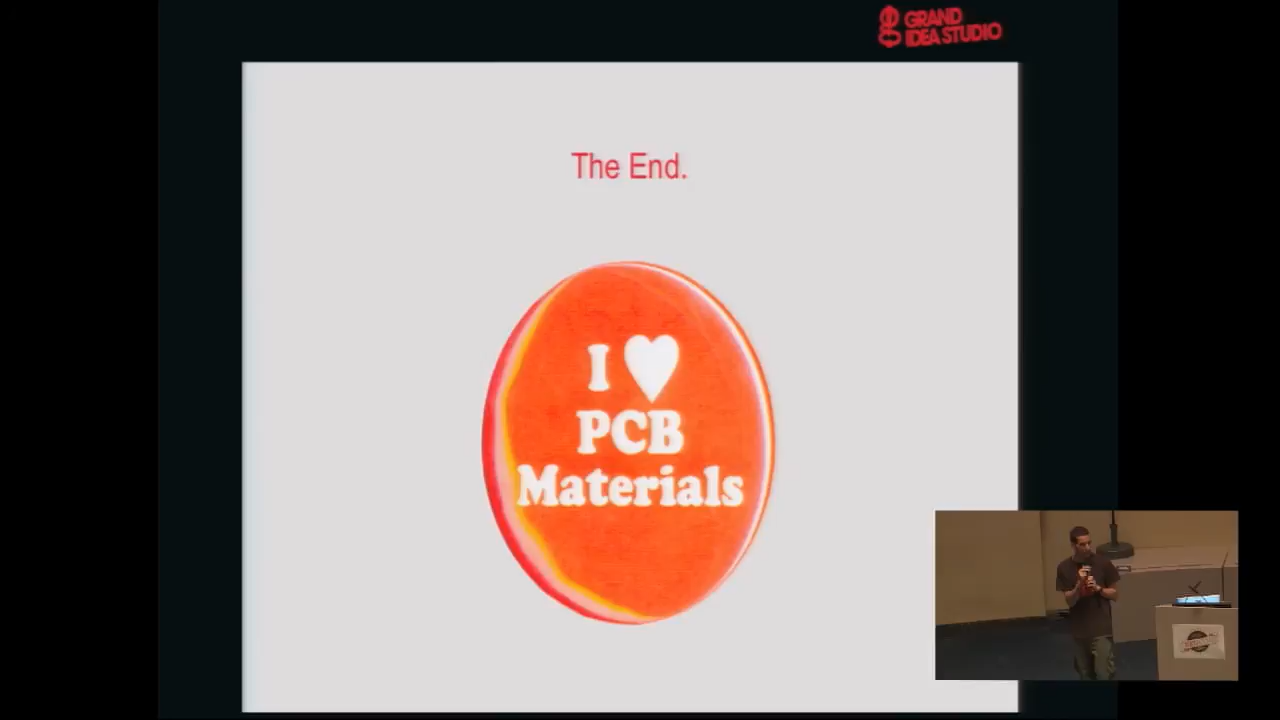 GRAND
IDEA STUDIO
The End.
I ♥
PCB
Materials